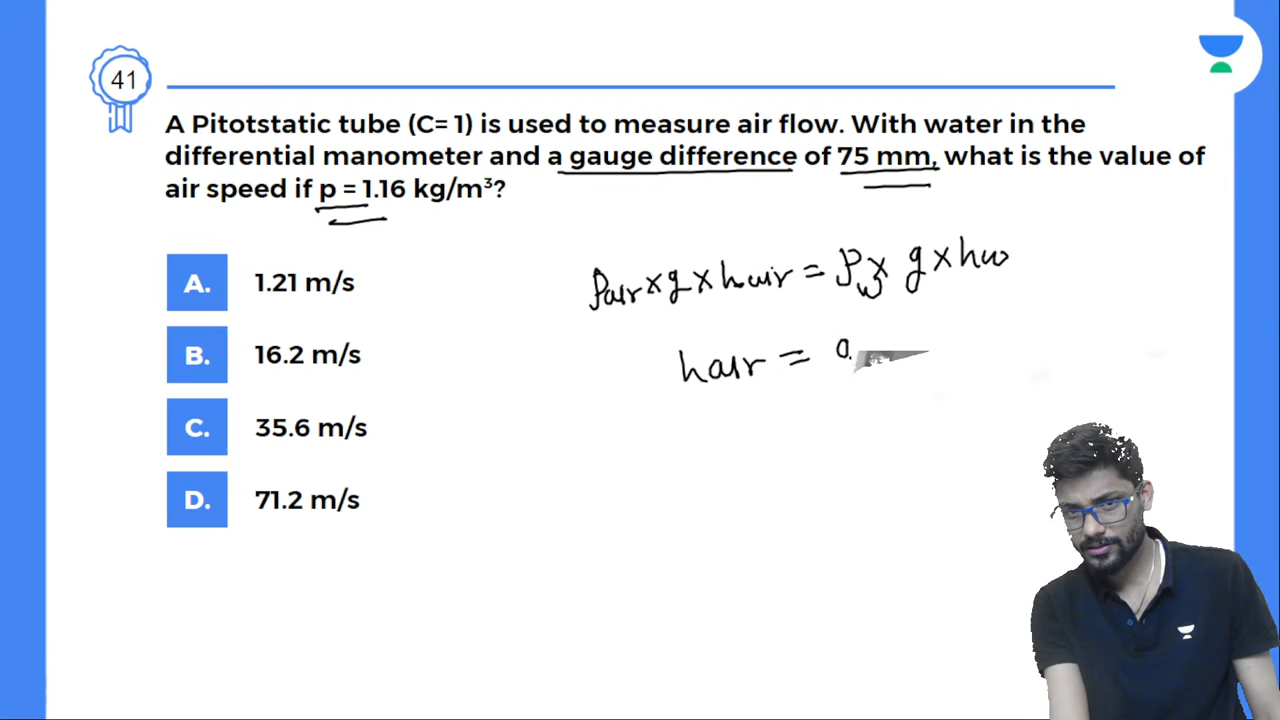 41
A Pitotstatic tube (C= 1) is used to measure air flow. With water in the
differential manometer and a gauge difference of 75 mm, what is the value of
air speed if p = 1.16 kg/m³?
ρair × g × hair = ρw × g × hw
A. 1.21 m/s
hair =
B. 16.2 m/s
C. 35.6 m/s
D. 71.2 m/s